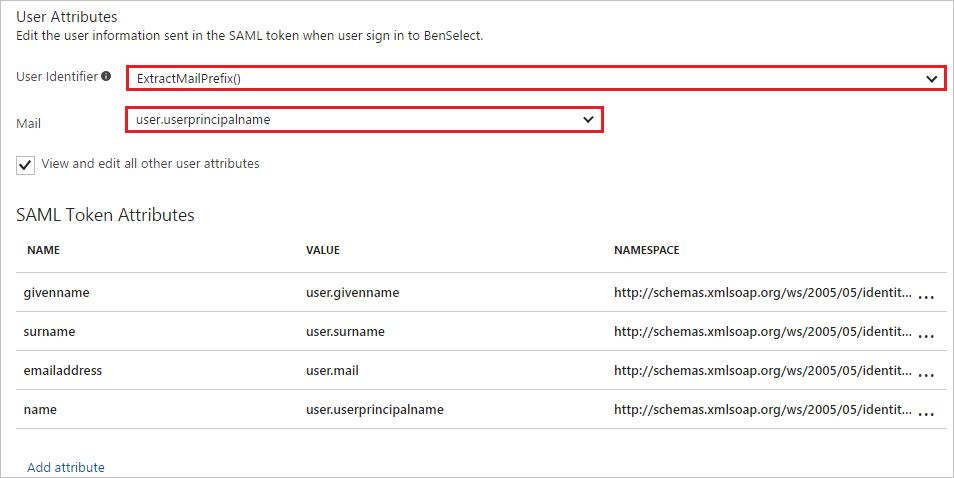 User Attributes
Edit the user information sent in the SAML token when user sign in to BenSelect.
User Identifier
ExtractMailPrefix()
Mail
user.userprincipalname
View and edit all other user attributes
SAML Token Attributes
NAME VALUE NAMESPACE
givenname user.givenname http://schemas.xmlsoap.org/ws/2005/05/identit... ...
surname user.surname http://schemas.xmlsoap.org/ws/2005/05/identit... ...
emailaddress user.mail http://schemas.xmlsoap.org/ws/2005/05/identit... ...
name user.userprincipalname http://schemas.xmlsoap.org/ws/2005/05/identit... ...
Add attribute